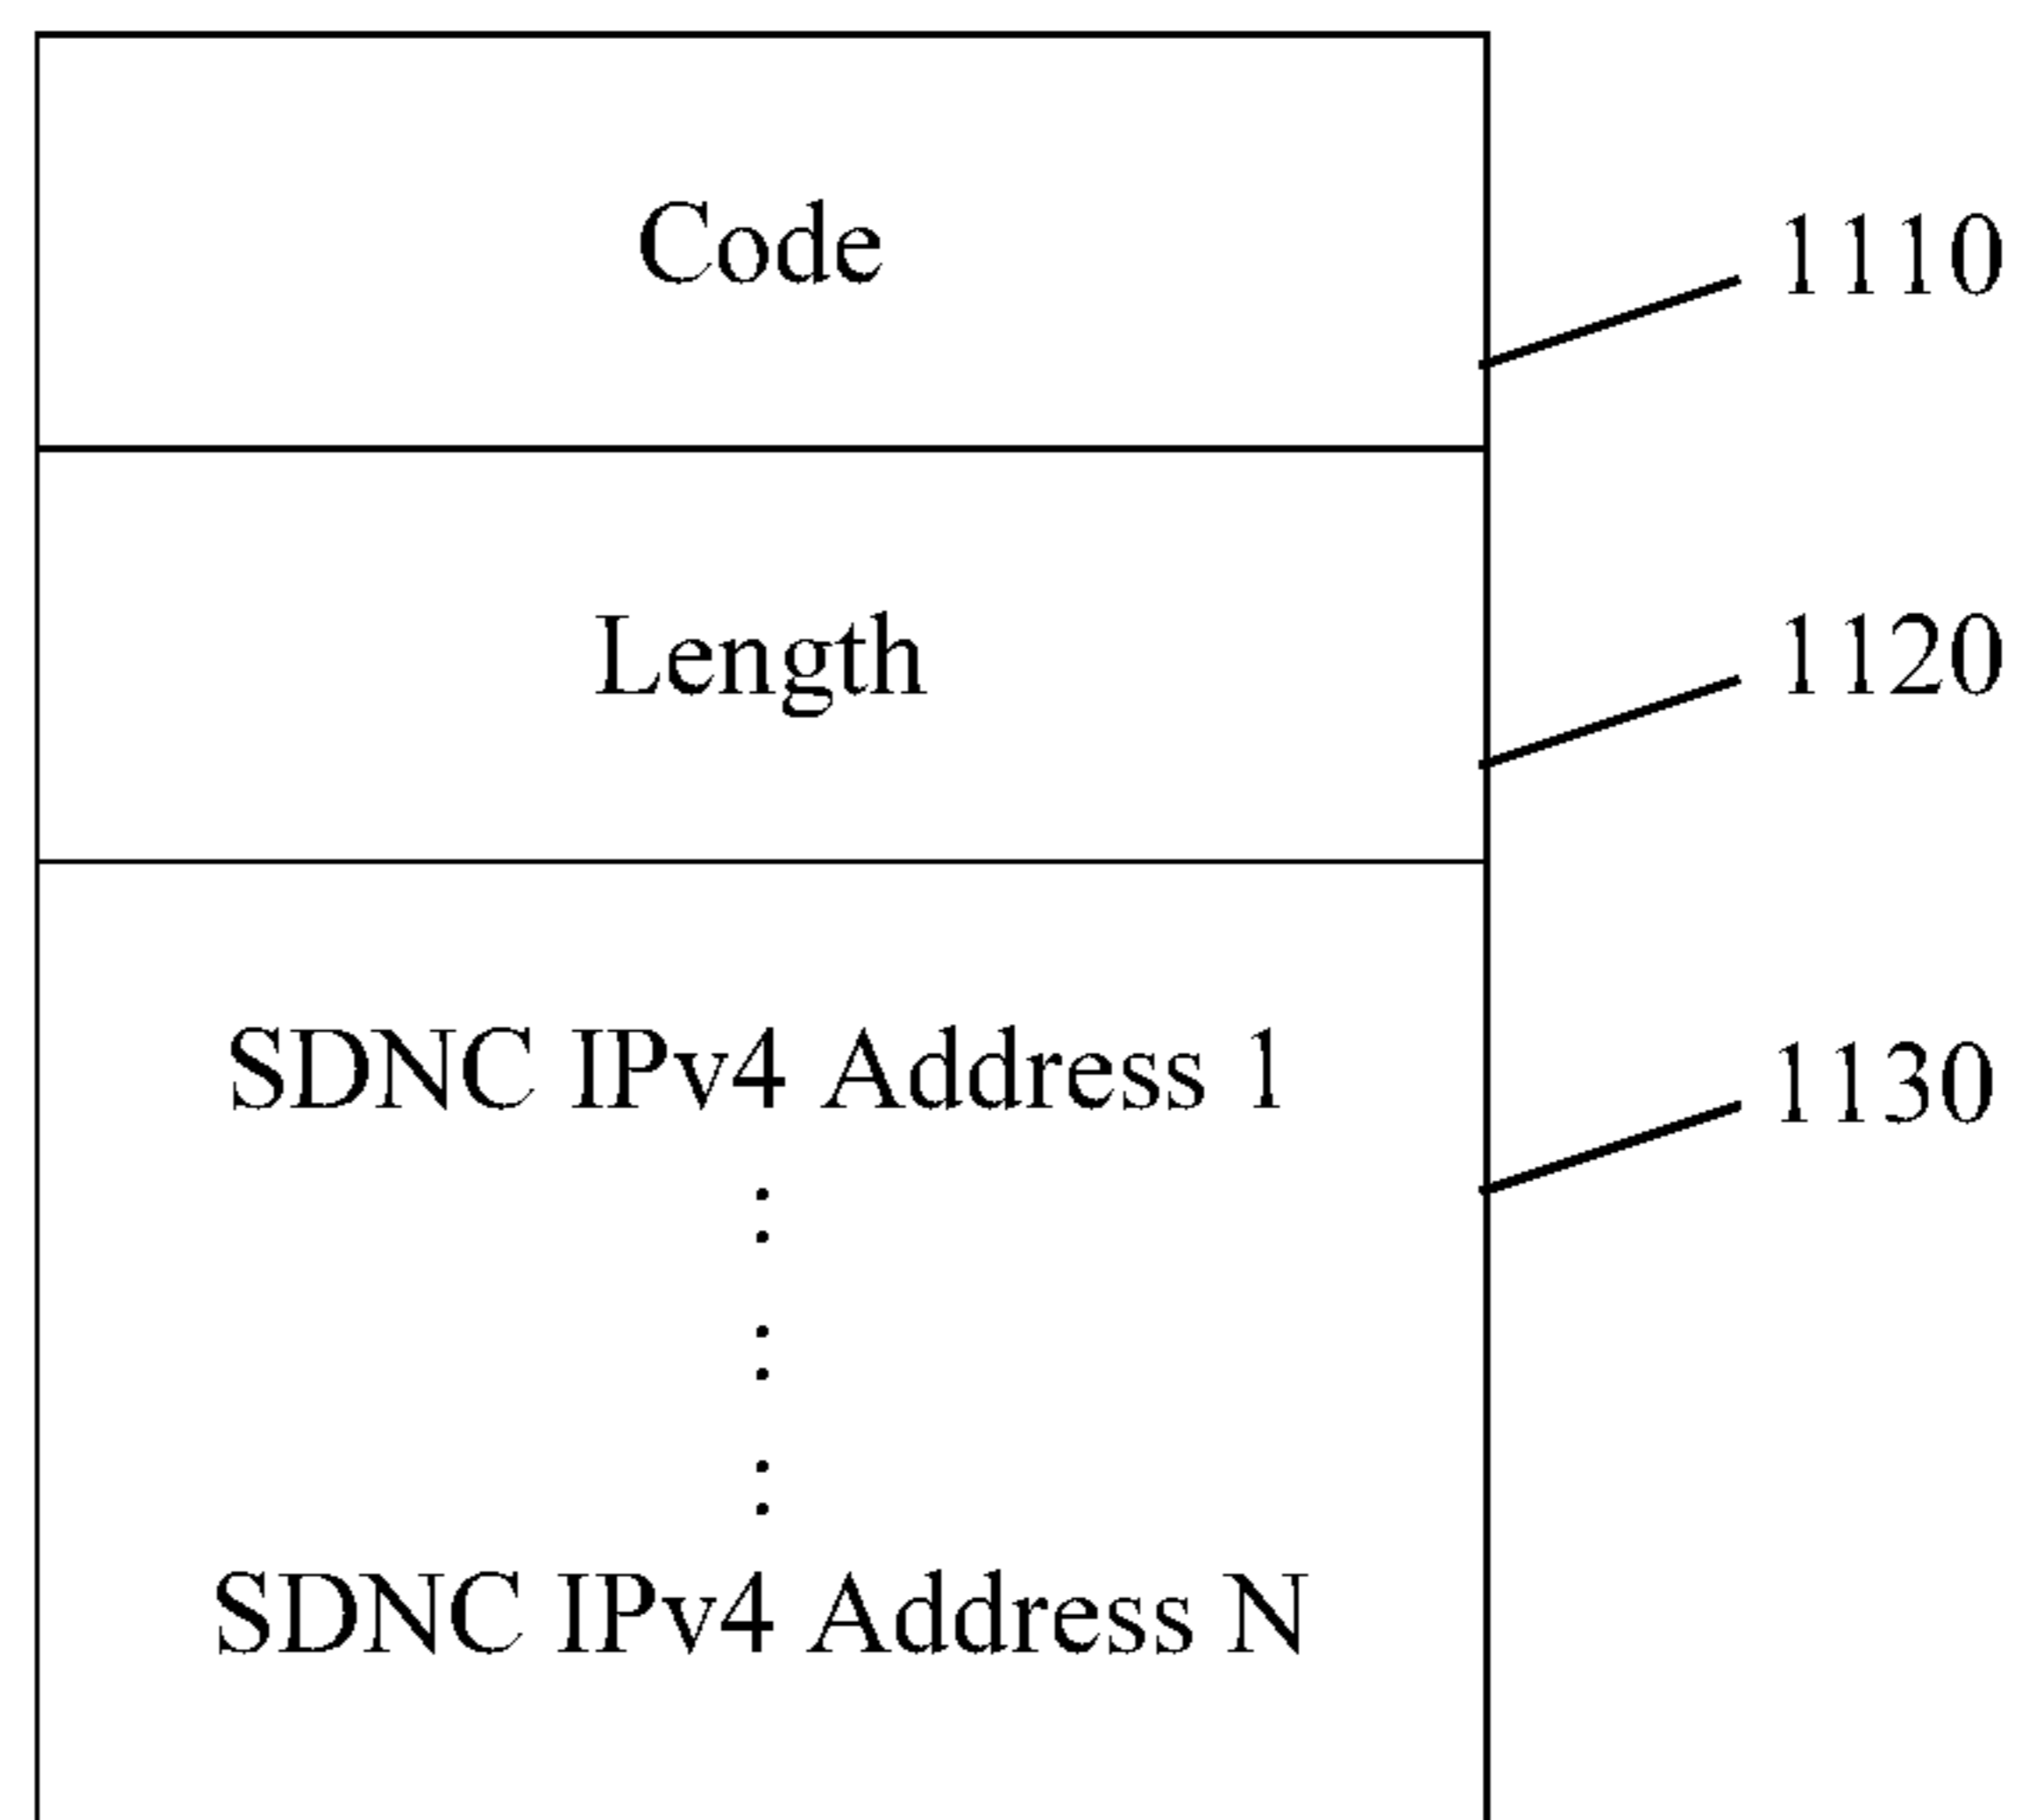 Code
1110
Length
1120
SDNC IPv4 Address 1
1130
:
:
:
SDNC IPv4 Address N